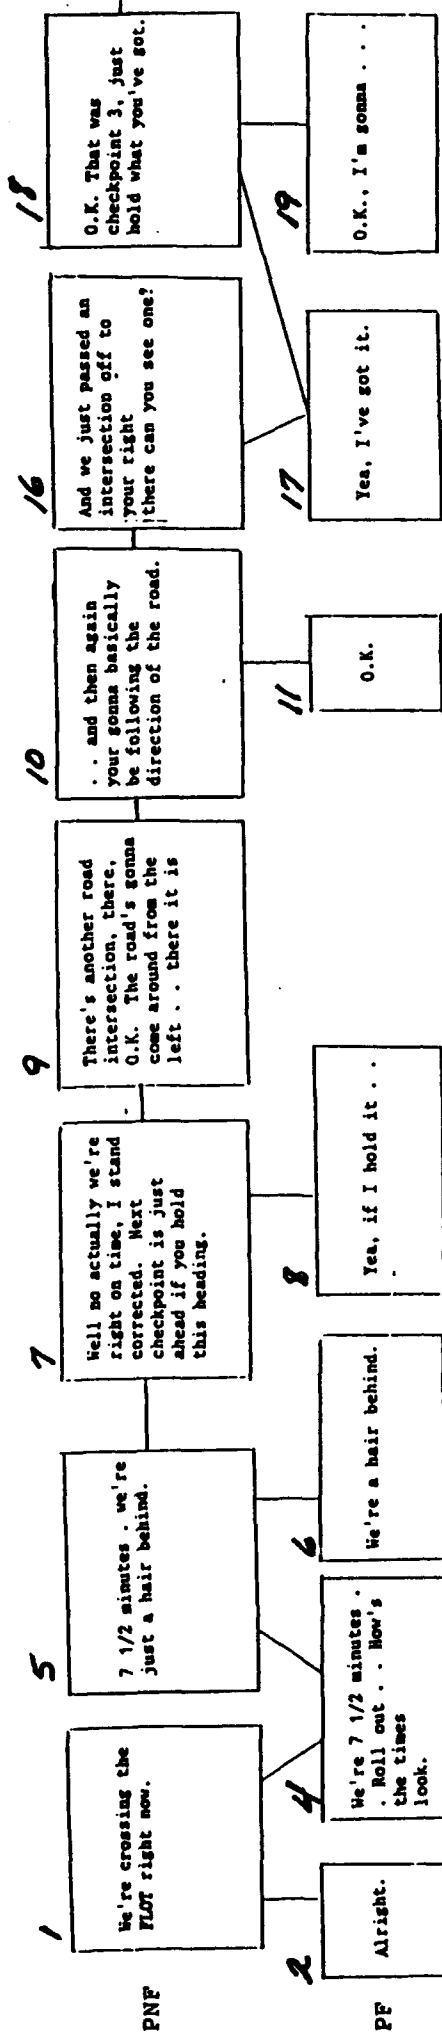 PNF
1
We're crossing the
FLOT right now.
5
7 1/2 minutes . we're
just a hair behind.
7
Well no actually we're
right on time, I stand
corrected. Next
checkpoint is just
ahead if you hold
this heading.
9
There's another road
intersection, there,
O.K. The road's gonna
come around from the
left . . there it is
10
. . and then again
your gonna basically
be following the
direction of the road.
16
And we just passed an
intersection off to
your right
there can you see one?
18
O.K. That was
checkpoint 3, just
hold what you've got.
PF
2
Alright.
4
We're 7 1/2 minutes .
. Roll out . . How's
the times
look.
6
We're a hair behind.
8
Yea, if I hold it . .
11
O.K.
17
Yea, I've got it.
19
O.K., I'm gonna . . .